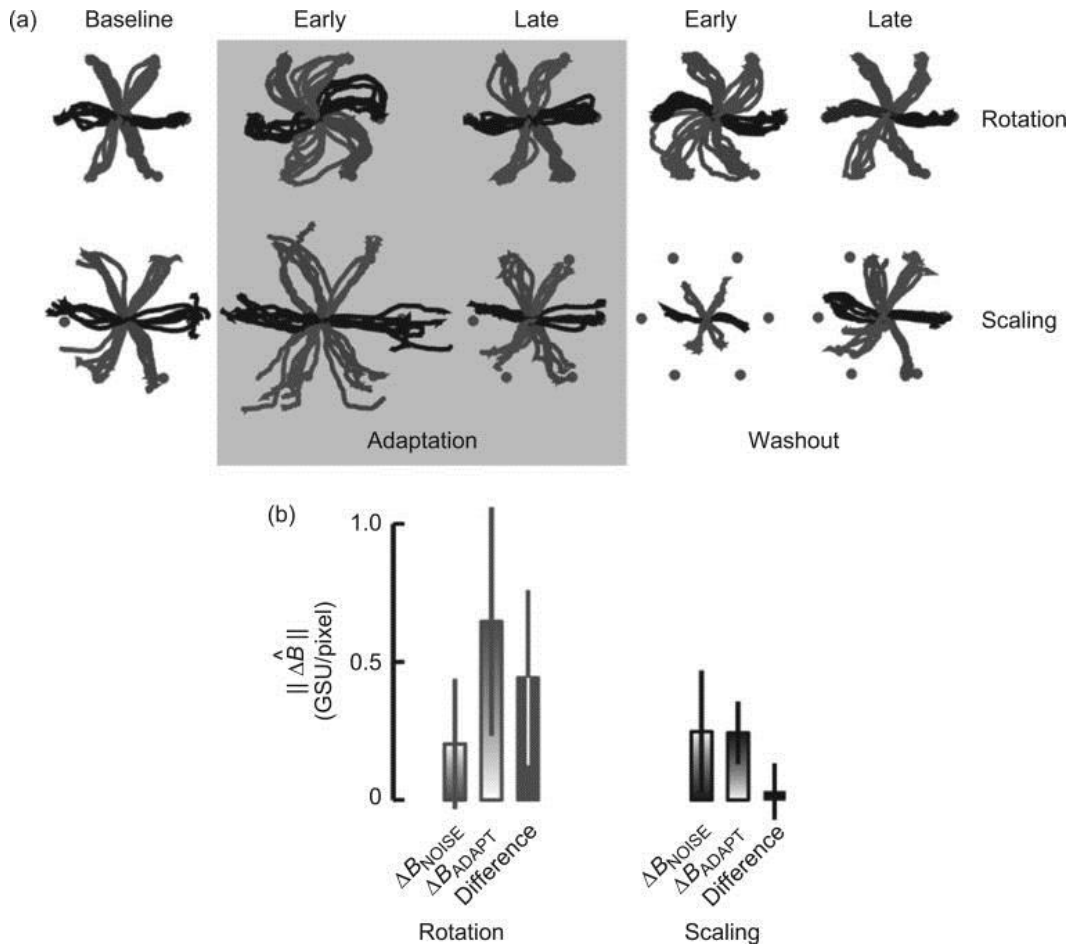 (a) Baseline Early Late Early Late
Rotation
Scaling
Adaptation Washout
(b)
1.0
0.5
0
|| ΔB̂ ||
(GSU/pixel)
ΔB_NOISE ΔB_ADAPT Difference ΔB_NOISE ΔB_ADAPT Difference
Rotation Scaling